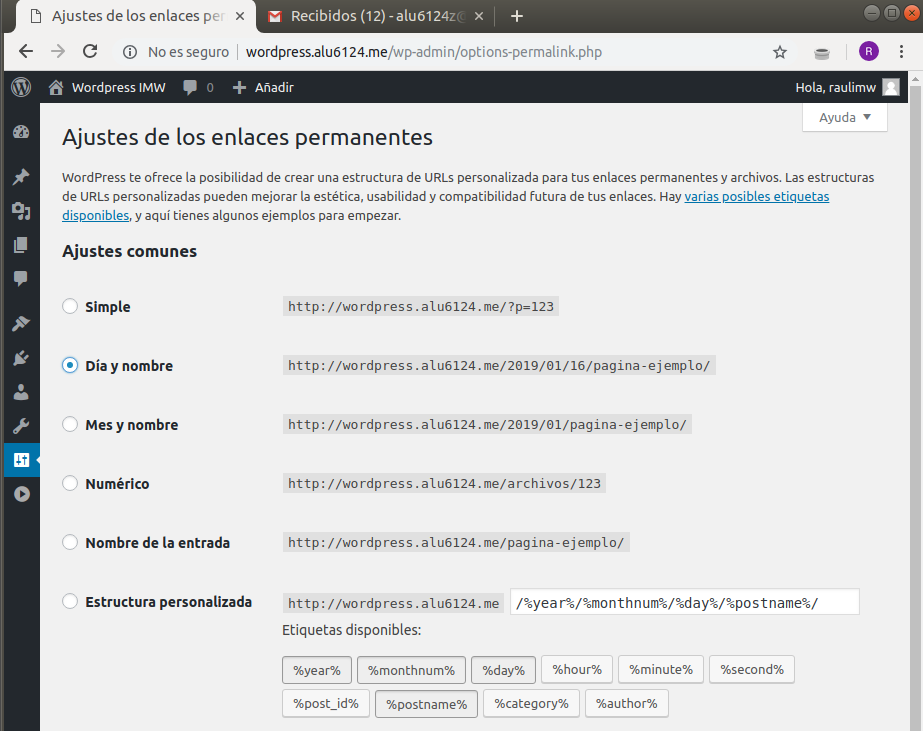 Ajustes de los enlaces per
Recibidos (12) - alu6124z@
No es seguro
wordpress.alu6124.me/wp-admin/options-permalink.php
R
Wordpress IMW
0
Añadir
Hola, raulimw
Ayuda
Ajustes de los enlaces permanentes
WordPress te ofrece la posibilidad de crear una estructura de URLs personalizada para tus enlaces permanentes y archivos. Las estructuras
de URLs personalizadas pueden mejorar la estética, usabilidad y compatibilidad futura de tus enlaces. Hay varias posibles etiquetas
disponibles, y aquí tienes algunos ejemplos para empezar.
Ajustes comunes
Simple
http://wordpress.alu6124.me/?p=123
Día y nombre
http://wordpress.alu6124.me/2019/01/16/pagina-ejemplo/
Mes y nombre
http://wordpress.alu6124.me/2019/01/pagina-ejemplo/
Numérico
http://wordpress.alu6124.me/archivos/123
Nombre de la entrada
http://wordpress.alu6124.me/pagina-ejemplo/
Estructura personalizada
http://wordpress.alu6124.me
/%year%/%monthnum%/%day%/%postname%/
Etiquetas disponibles:
%year% %monthnum% %day% %hour% %minute% %second%
%post_id% %postname% %category% %author%